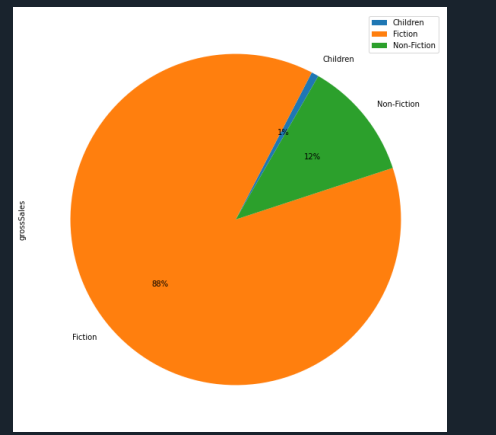 Children
Fiction
Non-Fiction
Children
Non-Fiction
1%
12%
grossSales
88%
Fiction